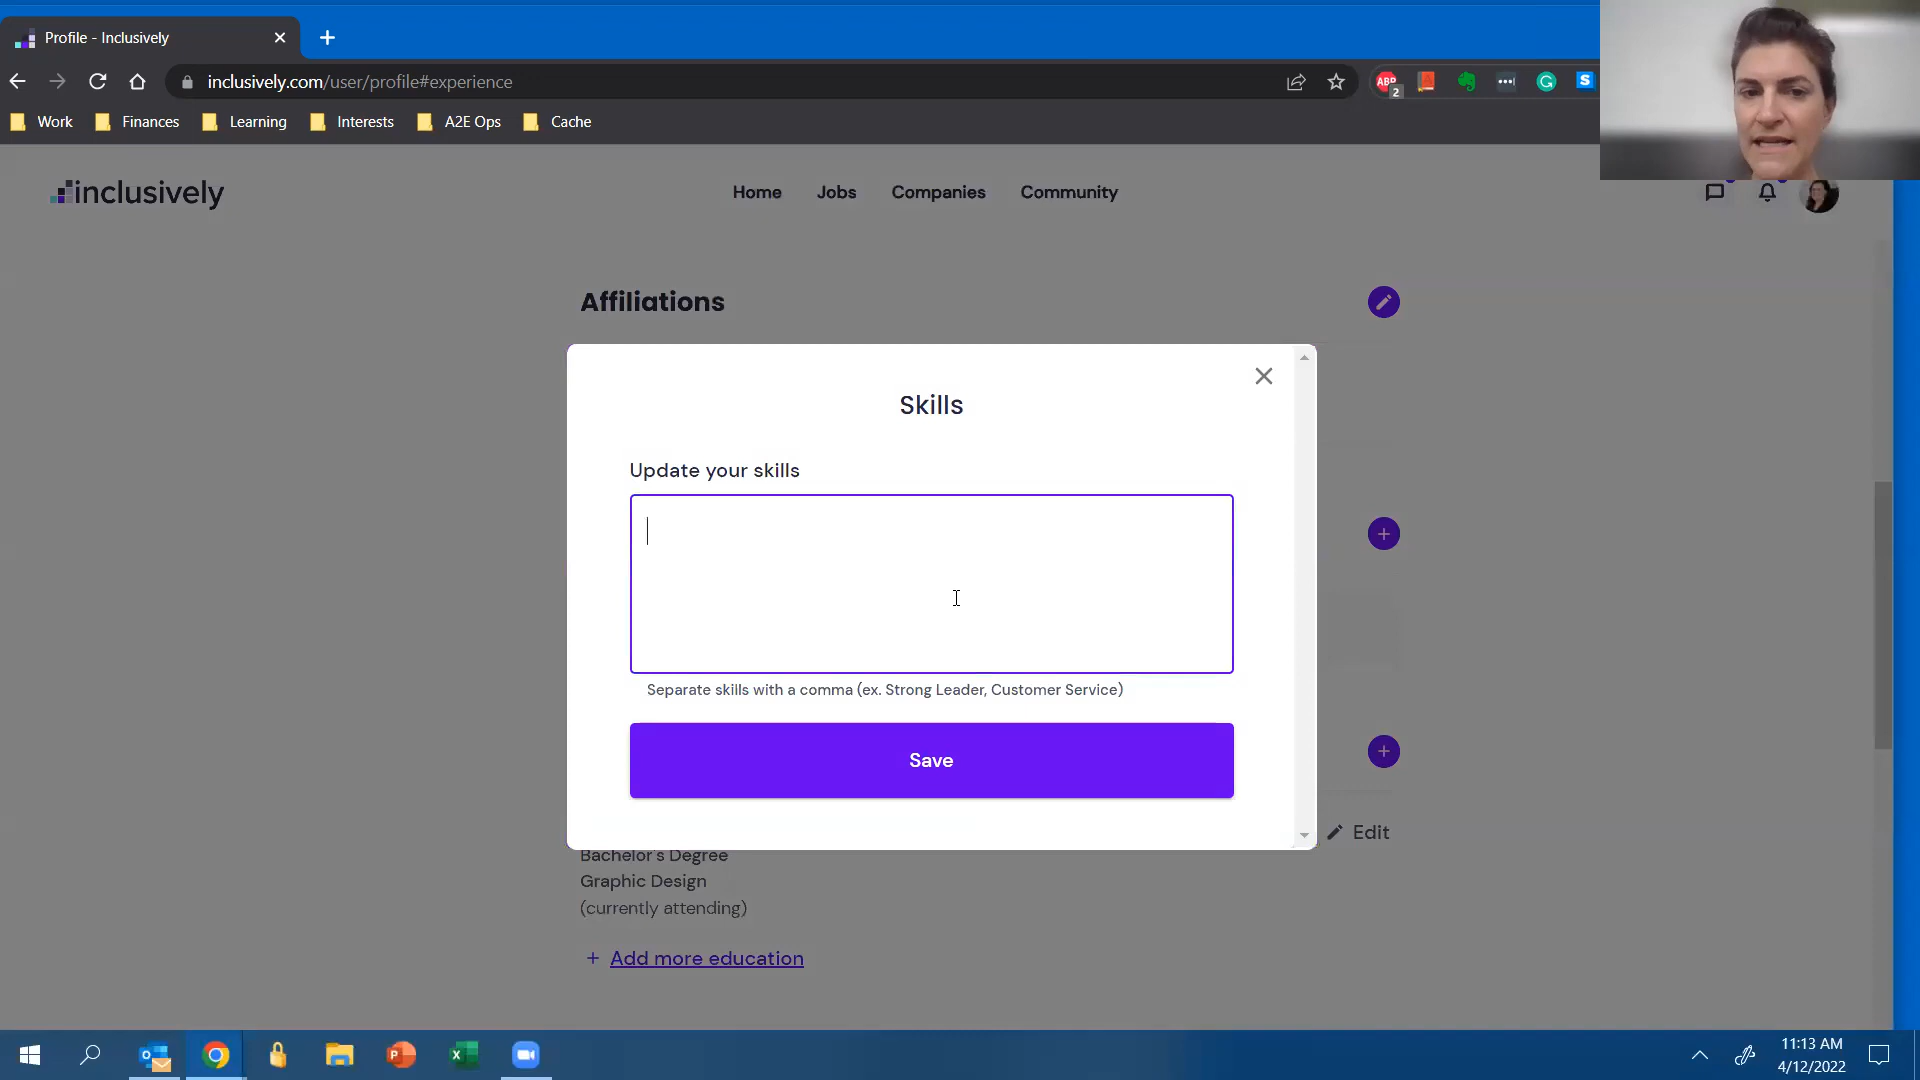 Profile - Inclusively
inclusively.com/user/profile#experience
ABP
2
G
S
Work
Finances
Learning
Interests
A2E Ops
Cache
inclusively
Home
Jobs
Companies
Community
Affiliations
Skills
Update your skills
Separate skills with a comma (ex. Strong Leader, Customer Service)
Save
Edit
Bachelor's Degree
Graphic Design
(currently attending)
+ Add more education
11:13 AM
4/12/2022